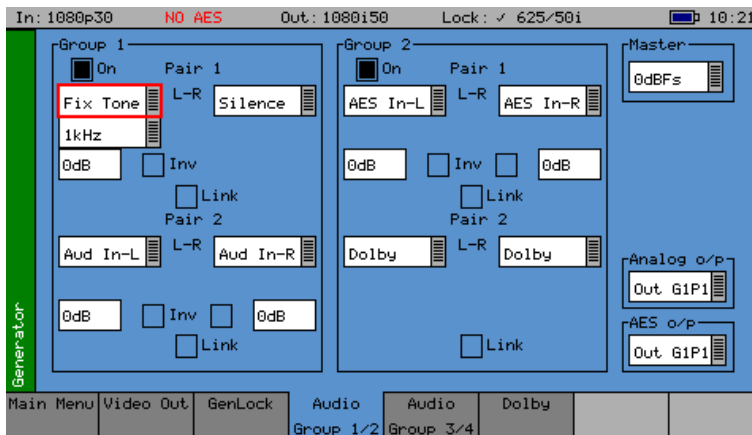 In: 1080p30 NO AES Out: 1080i50 Lock: ✓ 625/50i 10:21
Group 1 Group 2 Master
On Pair 1 On Pair 1
0dBFs
Fix Tone L-R Silence AES In-L L-R AES In-R
1kHz
0dB Inv 0dB Inv 0dB
Link Link
Pair 2 Pair 2
Aud In-L L-R Aud In-R Dolby L-R Dolby
Analog o/p
Out G1P1
0dB Inv 0dB
AES o/p
Link Link Out G1P1
Generator
Main Menu Video Out GenLock Audio Group 1/2 Audio Group 3/4 Dolby